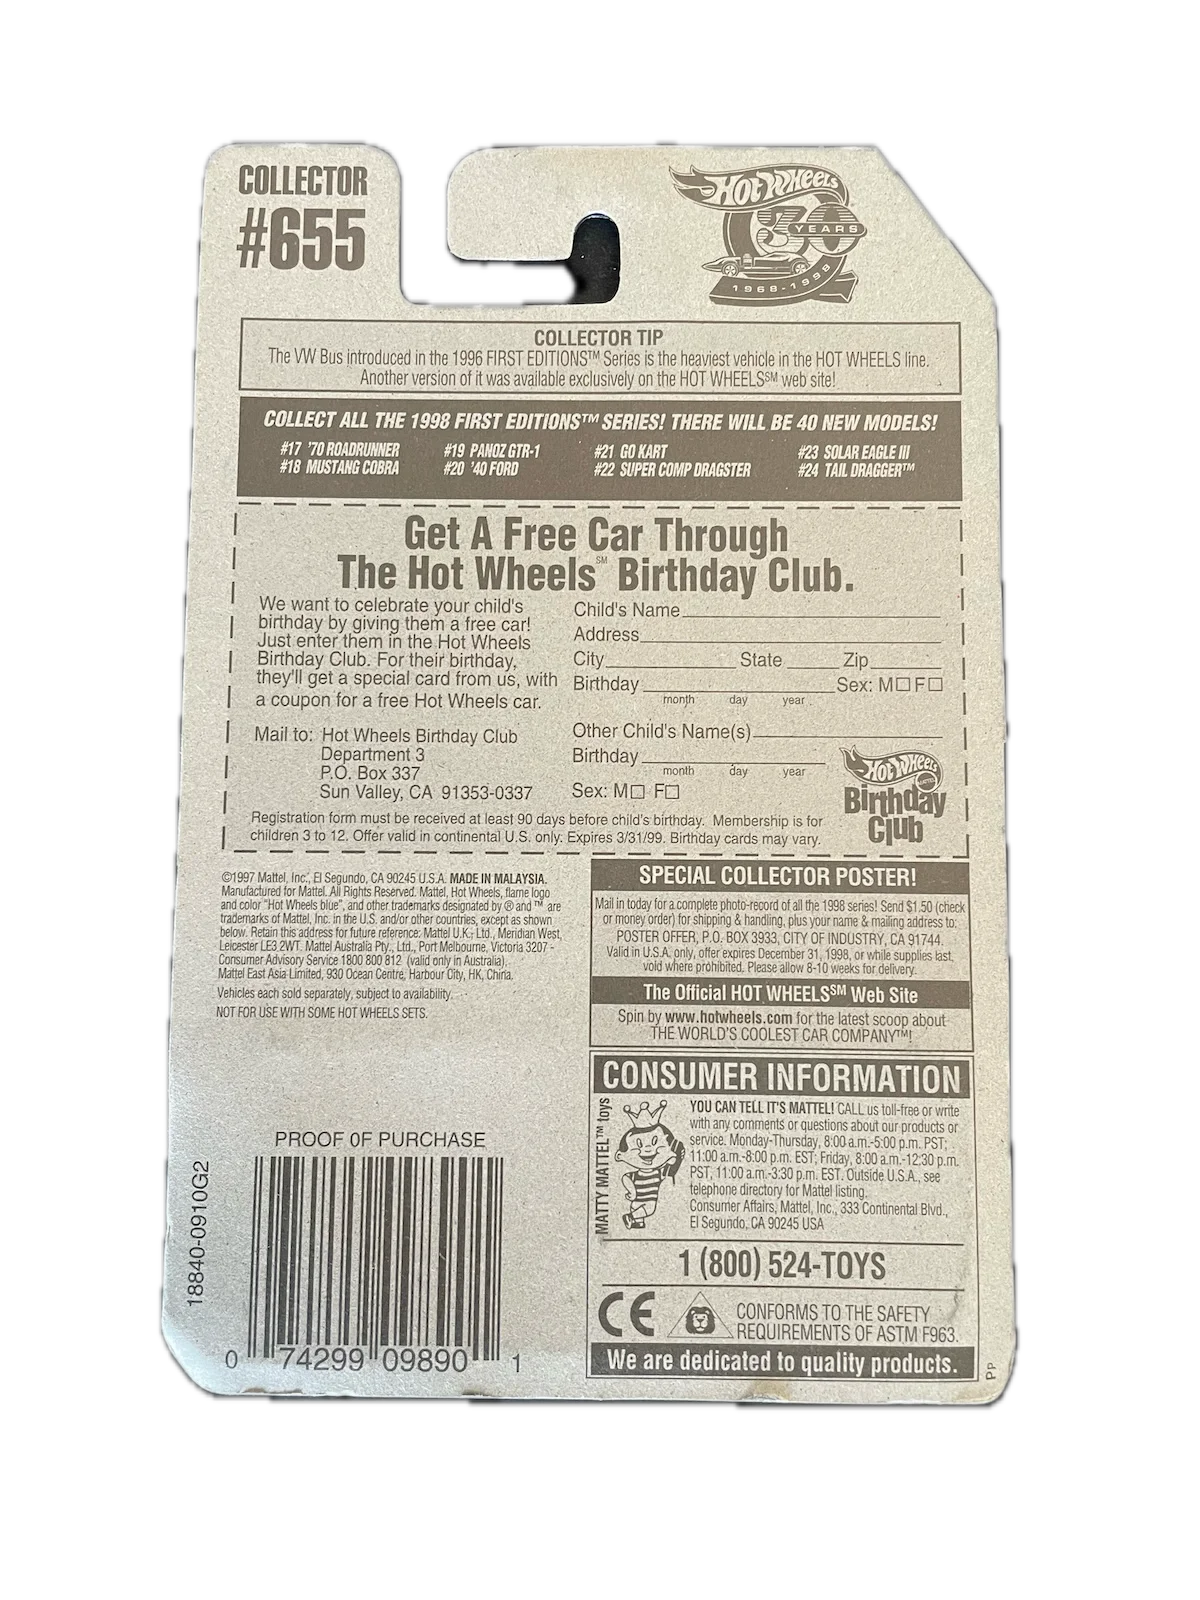 COLLECTOR
#655
HOT WHEELS
30
YEARS
1968-1998
COLLECTOR TIP
The VW Bus introduced in the 1996 FIRST EDITIONS™ Series is the heaviest vehicle in the HOT WHEELS line.
Another version of it was available exclusively on the HOT WHEELS℠ web site!
COLLECT ALL THE 1998 FIRST EDITIONS™ SERIES! THERE WILL BE 40 NEW MODELS!
#17 '70 ROADRUNNER #19 PANOZ GTR-1 #21 GO KART #23 SOLAR EAGLE III
#18 MUSTANG COBRA #20 '40 FORD #22 SUPER COMP DRAGSTER #24 TAIL DRAGGER™
Get A Free Car Through
The Hot Wheels℠ Birthday Club.
We want to celebrate your child's
birthday by giving them a free car!
Just enter them in the Hot Wheels
Birthday Club. For their birthday,
they'll get a special card from us, with
a coupon for a free Hot Wheels car.
Mail to: Hot Wheels Birthday Club
Department 3
P.O. Box 337
Sun Valley, CA 91353-0337
Child's Name
Address
City State Zip
Birthday Sex: M□ F□
month day year
Other Child's Name(s)
Birthday
month day year
Sex: M□ F□
HOT WHEELS
MATTEL
Birthday
Club
Registration form must be received at least 90 days before child's birthday. Membership is for
children 3 to 12. Offer valid in continental U.S. only. Expires 3/31/99. Birthday cards may vary.
©1997 Mattel, Inc., El Segundo, CA 90245 U.S.A. MADE IN MALAYSIA.
Manufactured for Mattel. All Rights Reserved. Mattel, Hot Wheels, flame logo
and color "Hot Wheels blue", and other trademarks designated by ® and ™ are
trademarks of Mattel, Inc. in the U.S. and/or other countries, except as shown
below. Retain this address for future reference: Mattel U.K., Ltd., Meridian West,
Leicester LE3 2WT. Mattel Australia Pty., Ltd., Port Melbourne, Victoria 3207 -
Consumer Advisory Service 1800 800 812 (valid only in Australia).
Mattel East Asia Limited, 930 Ocean Centre, Harbour City, HK, China.
Vehicles each sold separately, subject to availability.
NOT FOR USE WITH SOME HOT WHEELS SETS.
SPECIAL COLLECTOR POSTER!
Mail in today for a complete photo-record of all the 1998 series! Send $1.50 (check
or money order) for shipping & handling, plus your name & mailing address to:
POSTER OFFER, P.O. BOX 3933, CITY OF INDUSTRY, CA 91744.
Valid in U.S.A. only, offer expires December 31, 1998, or while supplies last,
void where prohibited. Please allow 8-10 weeks for delivery.
The Official HOT WHEELS℠ Web Site
Spin by www.hotwheels.com for the latest scoop about
THE WORLD'S COOLEST CAR COMPANY™!
CONSUMER INFORMATION
MATTY MATTEL™ toys
YOU CAN TELL IT'S MATTEL! CALL us toll-free or write
with any comments or questions about our products or
service. Monday-Thursday, 8:00 a.m.-5:00 p.m. PST;
11:00 a.m.-8:00 p.m. EST; Friday, 8:00 a.m.-12:30 p.m.
PST, 11:00 a.m.-3:30 p.m. EST. Outside U.S.A., see
telephone directory for Mattel listing.
Consumer Affairs, Mattel, Inc., 333 Continental Blvd.,
El Segundo, CA 90245 USA
1 (800) 524-TOYS
CE
CONFORMS TO THE SAFETY
REQUIREMENTS OF ASTM F963.
We are dedicated to quality products.
PP
PROOF OF PURCHASE
18840-0910G2
0 74299 09890 1